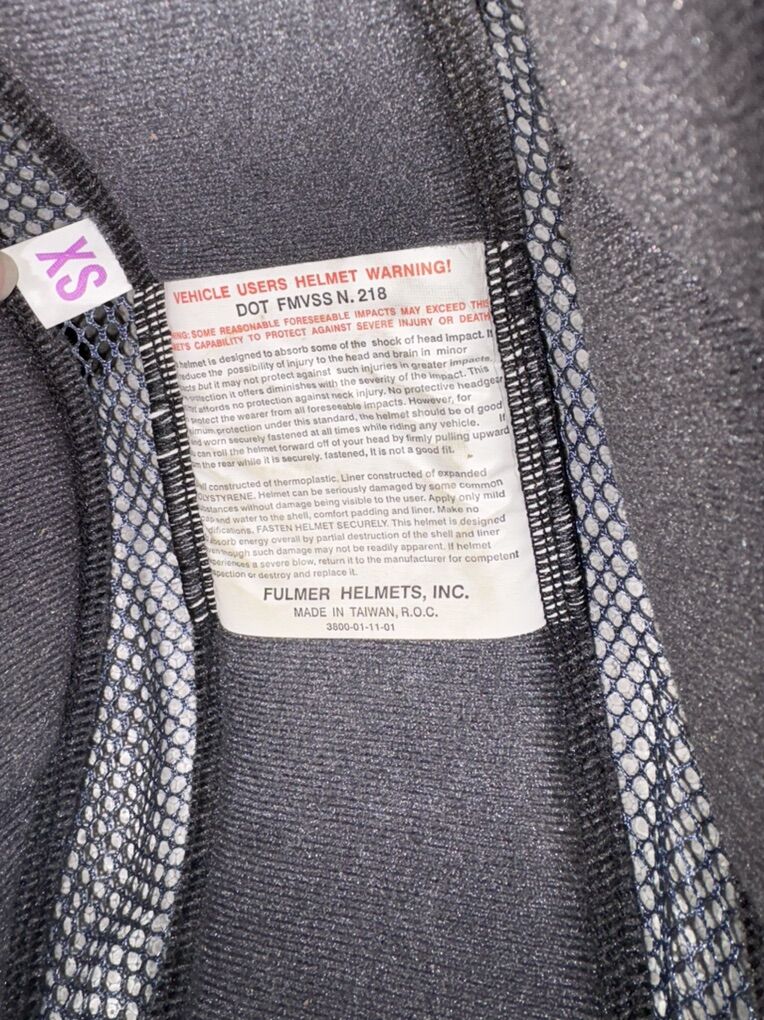 XS
VEHICLE USERS HELMET WARNING!
DOT FMVSS N. 218
SOME REASONABLE FORESEEABLE IMPACTS MAY EXCEED THIS
CAPABILITY TO PROTECT AGAINST SEVERE INJURY OR DEATH
helmet is designed to absorb some of the shock of head impact. It
reduce the possibility of injury to the head and brain in minor
but it may not protect against such injuries in greater impacts.
protection it offers diminishes with the severity of the impact. This
affords no protection against neck injury. No protective headgear
protect the wearer from all foreseeable impacts. However, for
protection under this standard, the helmet should be of good
and worn securely fastened at all times while riding any vehicle. If
can roll the helmet forward off of your head by firmly pulling upward
the rear while it is securely. fastened, It is not a good fit.
constructed of thermoplastic. Liner constructed of expanded
OLYSTYRENE. Helmet can be seriously damaged by some common
without damage being visible to the user. Apply only mild
and water to the shell, comfort padding and liner. Make no
FASTEN HELMET SECURELY. This helmet is designed
absorb energy overall by partial destruction of the shell and liner
though such damage may not be readily apparent. If helmet
a severe blow, return it to the manufacturer for competent
or destroy and replace it.
FULMER HELMETS, INC.
MADE IN TAIWAN, R.O.C.
3800-01-11-01